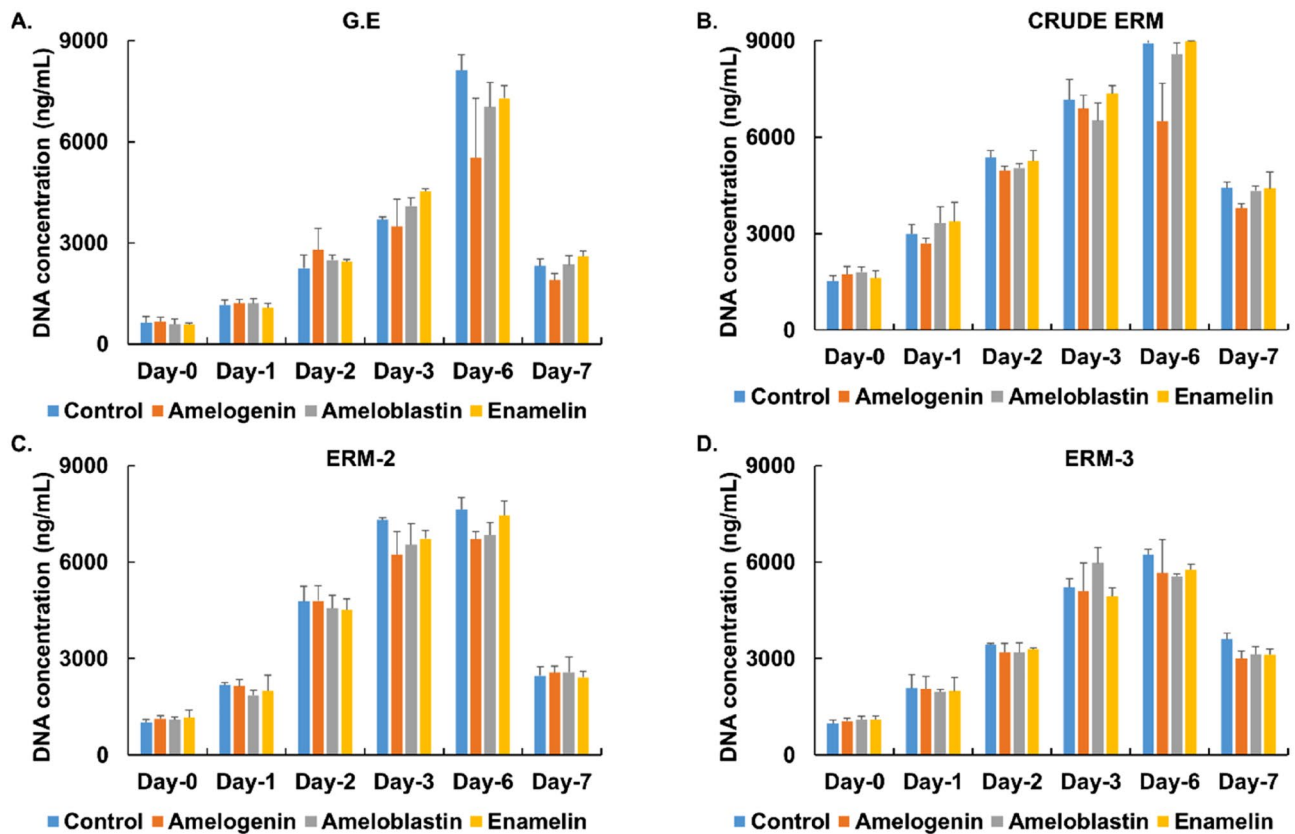 A.
G.E
DNA concentration (ng/mL)
9000
6000
3000
0
Day-0 Day-1 Day-2 Day-3 Day-6 Day-7
Control Amelogenin Ameloblastin Enamelin
B.
CRUDE ERM
DNA concentration (ng/mL)
9000
6000
3000
0
Day-0 Day-1 Day-2 Day-3 Day-6 Day-7
Control Amelogenin Ameloblastin Enamelin
C.
ERM-2
DNA concentration (ng/mL)
9000
6000
3000
0
Day-0 Day-1 Day-2 Day-3 Day-6 Day-7
Control Amelogenin Ameloblastin Enamelin
D.
ERM-3
DNA concentration (ng/mL)
9000
6000
3000
0
Day-0 Day-1 Day-2 Day-3 Day-6 Day-7
Control Amelogenin Ameloblastin Enamelin